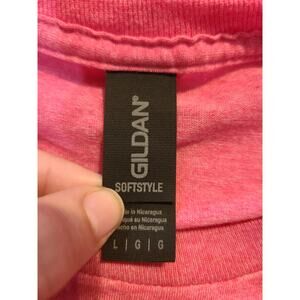 GILDAN®
SOFTSTYLE
in Nicaragua
au Nicaragua
en Nicaragua
L | G | G